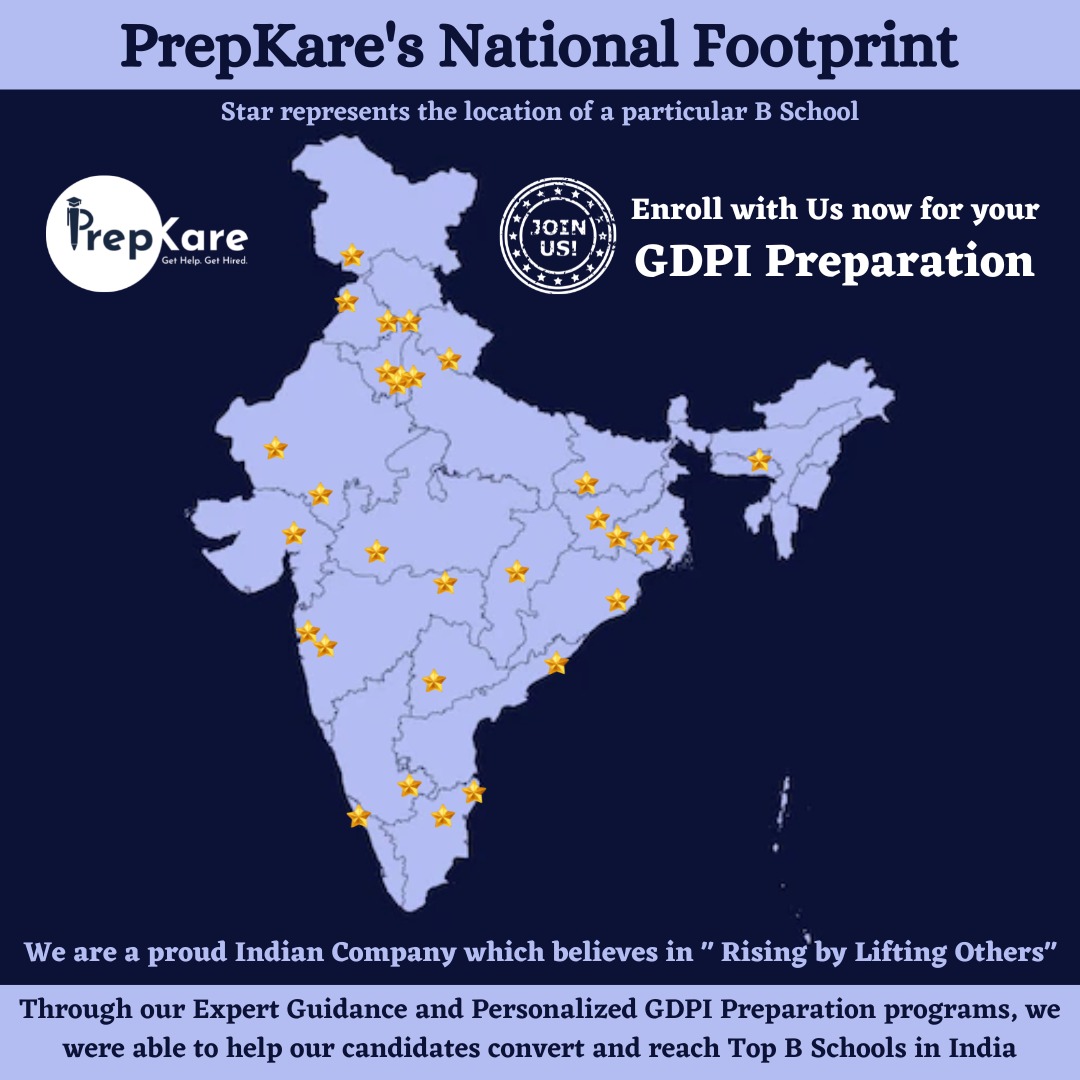 PrepKare's National Footprint
Star represents the location of a particular B School
PrepKare
Get Help. Get Hired.
JOIN
US!
Enroll with Us now for your
GDPI Preparation
We are a proud Indian Company which believes in " Rising by Lifting Others"
Through our Expert Guidance and Personalized GDPI Preparation programs, we
were able to help our candidates convert and reach Top B Schools in India